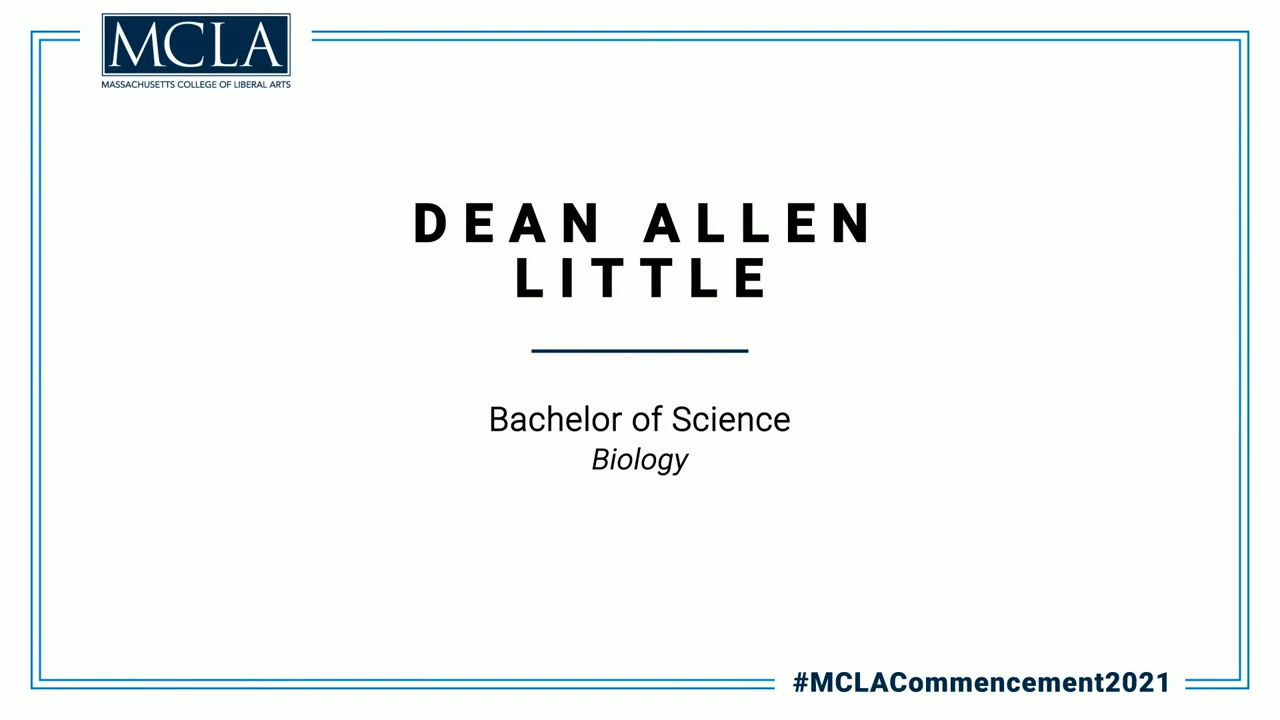 MCLA
MASSACHUSETTS COLLEGE OF LIBERAL ARTS
DEAN ALLEN
LITTLE
Bachelor of Science
Biology
#MCLACommencement2021